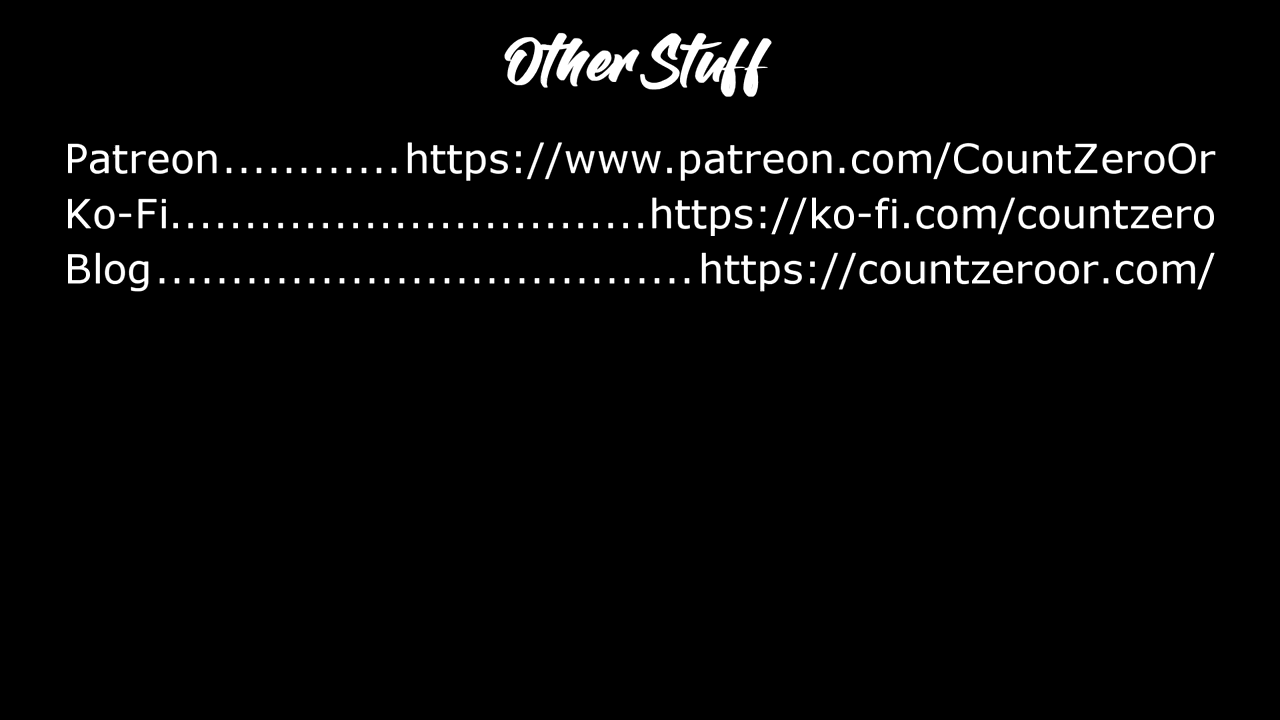 Other Stuff
Patreon............https://www.patreon.com/CountZeroOr
Ko-Fi................................https://ko-fi.com/countzero
Blog....................................https://countzeroor.com/